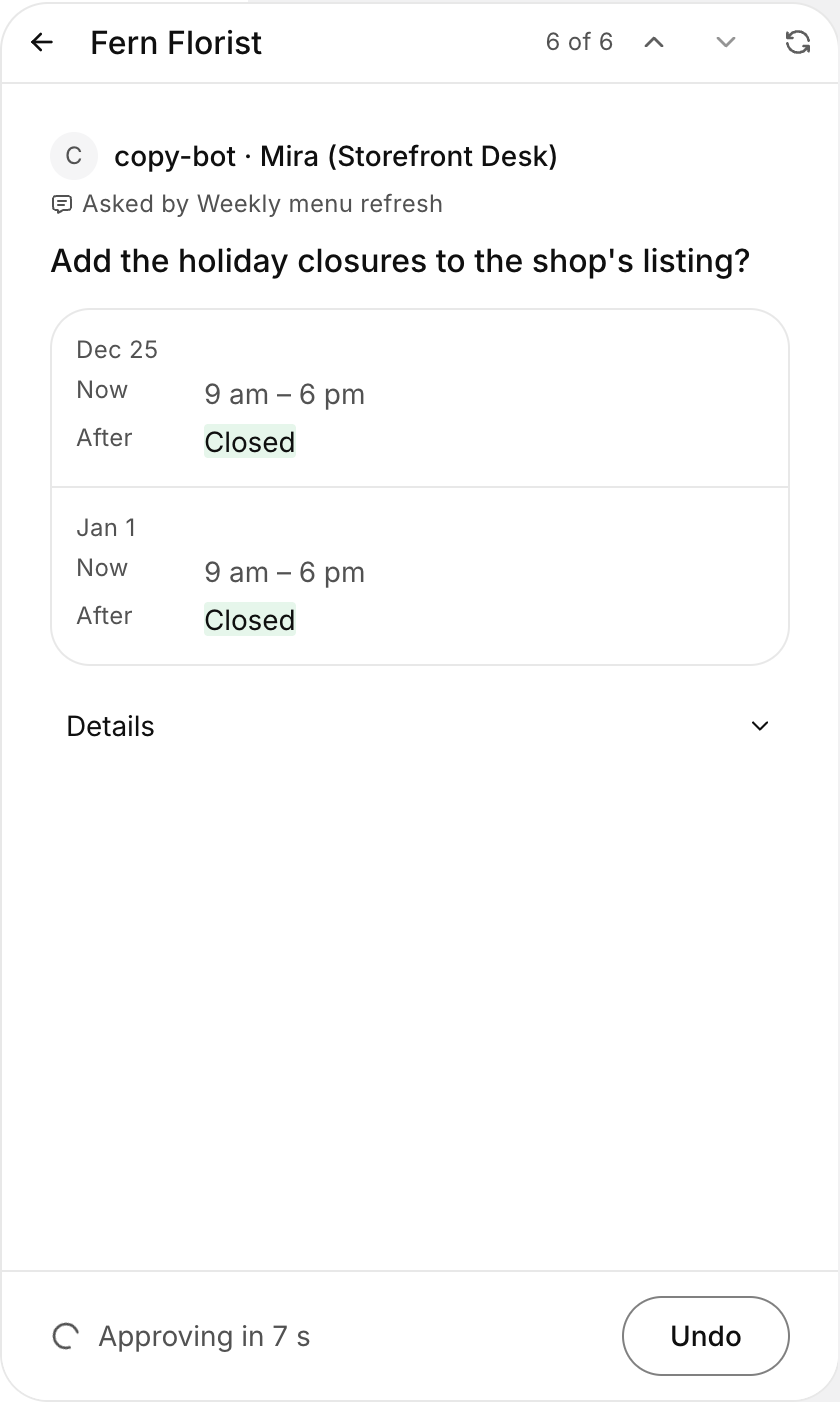 Fern Florist
6 of 6
C
copy-bot · Mira (Storefront Desk)
Asked by Weekly menu refresh
Add the holiday closures to the shop's listing?
Dec 25
Now 9 am – 6 pm
After Closed
Jan 1
Now 9 am – 6 pm
After Closed
Details
Approving in 7 s
Undo